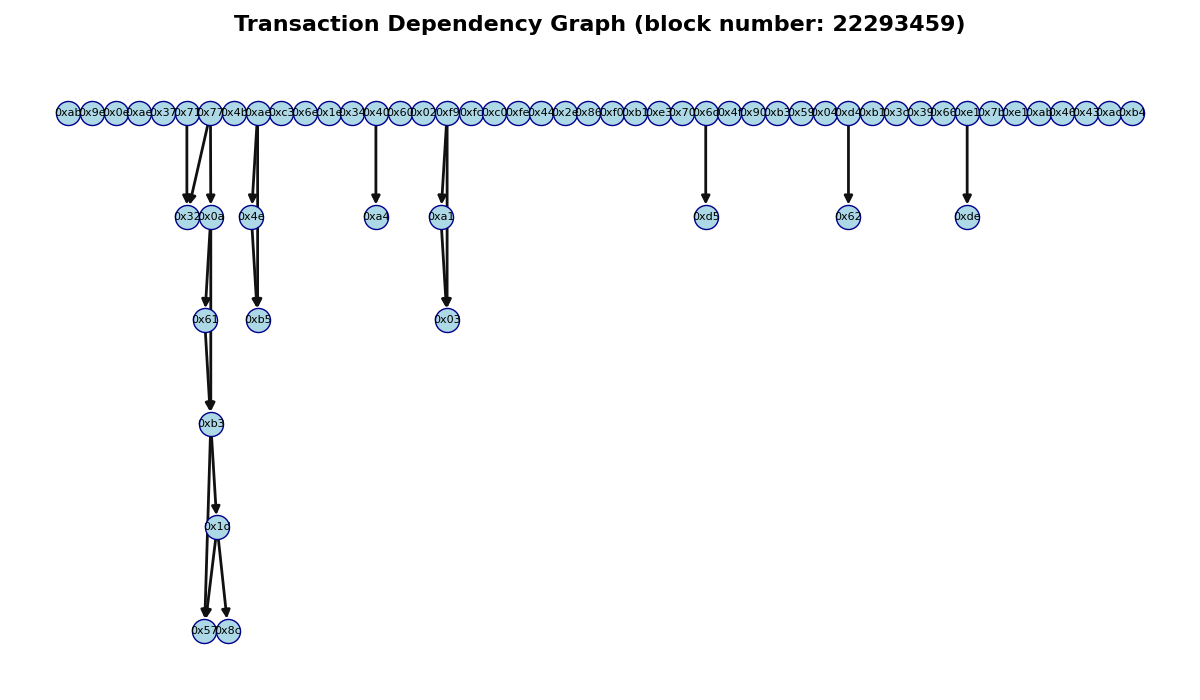 Transaction Dependency Graph (block number: 22293459)
0xab 0x9e 0x0e 0xae 0x37 0x71 0x77 0x4b 0xae 0xc3 0x6e 0x1e 0x34 0x40 0x60 0x02 0xf9 0xfc 0xc0 0xfe 0x44 0x2e 0x86 0xf0 0xb1 0xe3 0x70 0x6d 0x4f 0x90 0xb3 0x59 0x04 0xd4 0xb1 0x3c 0x39 0x66 0xe1 0x7b 0xe1 0xab 0x46 0x43 0xad 0xb4
0x32 0x0a 0x4e 0xa4 0xa1 0xd5 0x62 0xde
0x61 0xb5 0x03
0xb3
0x1d
0x57 0x8c